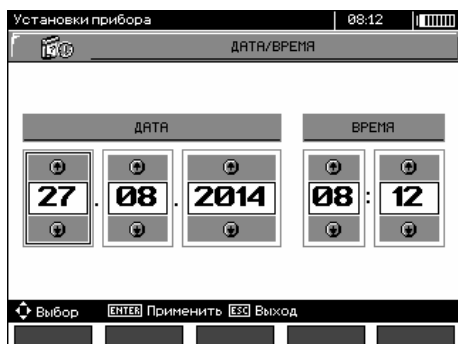 Установки прибора 08:12
ДАТА/ВРЕМЯ
ДАТА ВРЕМЯ
27 . 08 . 2014 08 : 12
Выбор ENTER Применить ESC Выход